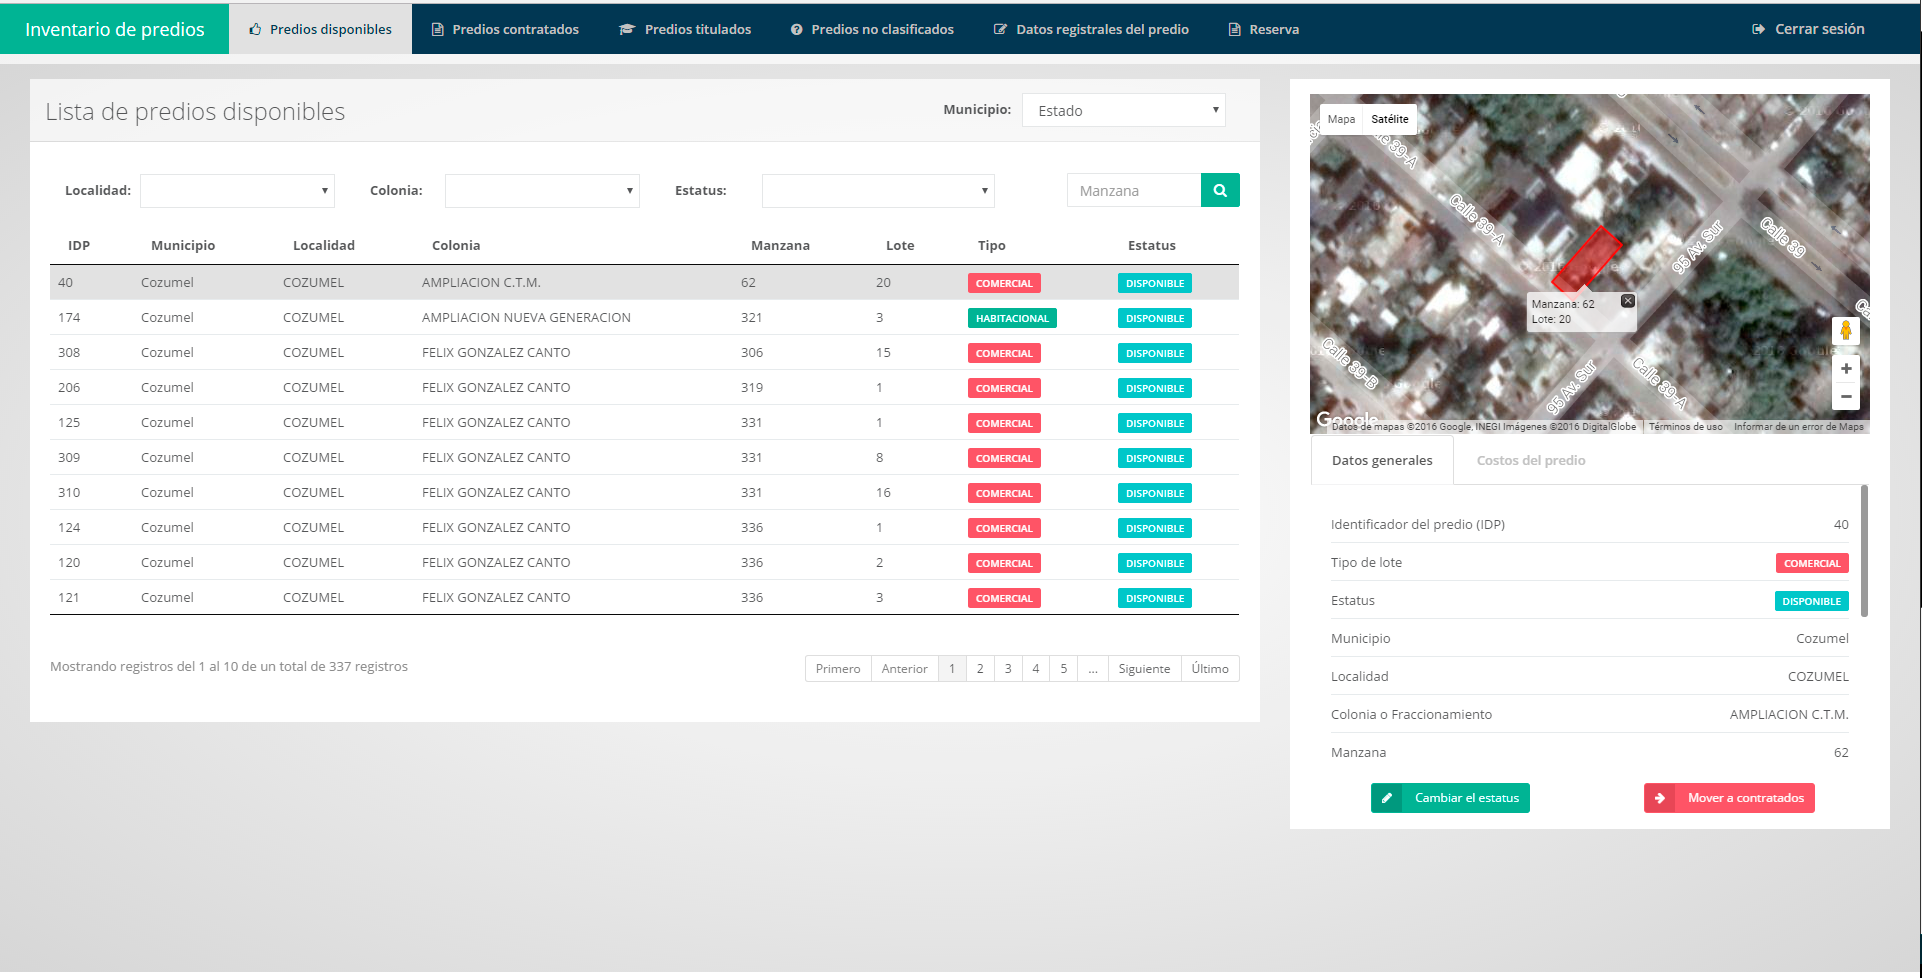 Inventario de predios
Predios disponibles
Predios contratados
Predios titulados
Predios no clasificados
Datos registrales del predio
Reserva
Cerrar sesión
Lista de predios disponibles
Municipio: Estado
Localidad: Colonia: Estatus: Manzana
IDP Municipio Localidad Colonia Manzana Lote Tipo Estatus
40 Cozumel COZUMEL AMPLIACION C.T.M. 62 20 COMERCIAL DISPONIBLE
174 Cozumel COZUMEL AMPLIACION NUEVA GENERACION 321 3 HABITACIONAL DISPONIBLE
308 Cozumel COZUMEL FELIX GONZALEZ CANTO 306 15 COMERCIAL DISPONIBLE
206 Cozumel COZUMEL FELIX GONZALEZ CANTO 319 1 COMERCIAL DISPONIBLE
125 Cozumel COZUMEL FELIX GONZALEZ CANTO 331 1 COMERCIAL DISPONIBLE
309 Cozumel COZUMEL FELIX GONZALEZ CANTO 331 8 COMERCIAL DISPONIBLE
310 Cozumel COZUMEL FELIX GONZALEZ CANTO 331 16 COMERCIAL DISPONIBLE
124 Cozumel COZUMEL FELIX GONZALEZ CANTO 336 1 COMERCIAL DISPONIBLE
120 Cozumel COZUMEL FELIX GONZALEZ CANTO 336 2 COMERCIAL DISPONIBLE
121 Cozumel COZUMEL FELIX GONZALEZ CANTO 336 3 COMERCIAL DISPONIBLE
Mostrando registros del 1 al 10 de un total de 337 registros
Primero Anterior 1 2 3 4 5 ... Siguiente Último
Mapa Satélite
Calle 39-A
Calle 39
95 Av. Sur
Manzana: 62
Lote: 20
Calle 39-B
95 Av. Sur
Calle 39-A
Google
Datos de mapas ©2016 Google, INEGI Imágenes ©2016 DigitalGlobe Términos de uso Informar de un error de Maps
Datos generales Costos del predio
Identificador del predio (IDP) 40
Tipo de lote COMERCIAL
Estatus DISPONIBLE
Municipio Cozumel
Localidad COZUMEL
Colonia o Fraccionamiento AMPLIACION C.T.M.
Manzana 62
Cambiar el estatus
Mover a contratados